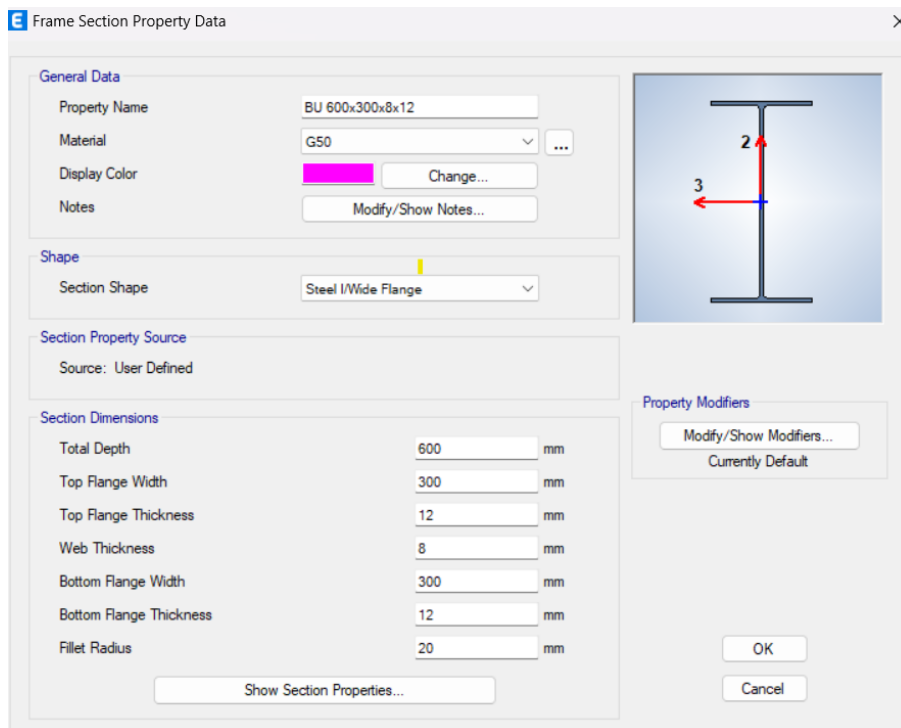 E Frame Section Property Data
General Data
Property Name BU 600x300x8x12
Material G50 ...
Display Color Change...
Notes Modify/Show Notes...
2
3
Shape
Section Shape Steel I/Wide Flange
Section Property Source
Source: User Defined
Property Modifiers
Modify/Show Modifiers...
Currently Default
Section Dimensions
Total Depth 600 mm
Top Flange Width 300 mm
Top Flange Thickness 12 mm
Web Thickness 8 mm
Bottom Flange Width 300 mm
Bottom Flange Thickness 12 mm
Fillet Radius 20 mm
Show Section Properties...
OK
Cancel